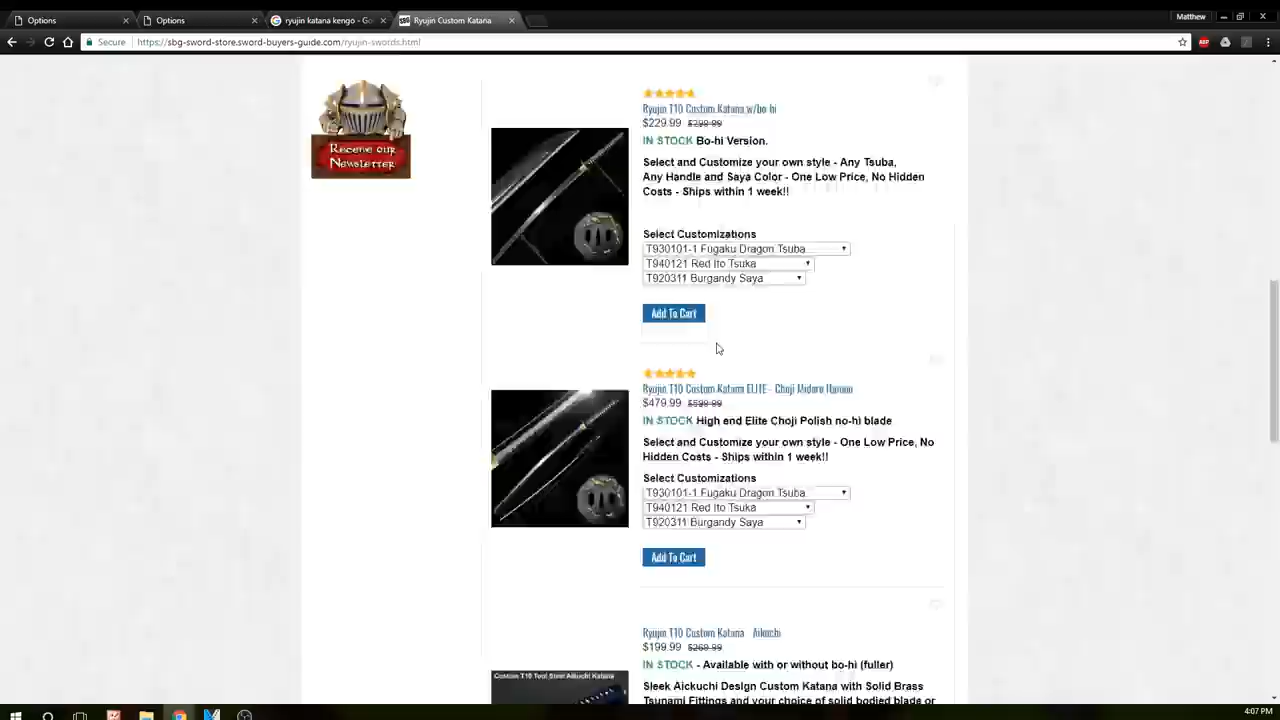 Options
Options
ryujin katana kengo - Go
Ryujin Custom Katana
Matthew
Secure
https://sbg-sword-store.sword-buyers-guide.com/ryujin-swords.html
Receive our
Newsletter
Ryujin T10 Custom Katana w/bo-hi
$229.99 $299.99
IN STOCK Bo-hi Version.
Select and Customize your own style - Any Tsuba,
Any Handle and Saya Color - One Low Price, No Hidden
Costs - Ships within 1 week!!
Select Customizations
T930101-1 Fugaku Dragon Tsuba
T940121 Red Ito Tsuka
T920311 Burgandy Saya
Add To Cart
Ryujin T10 Custom Katana ELITE - Choji Midare Hamon
$479.99 $599.99
IN STOCK High end Elite Choji Polish no-hi blade
Select and Customize your own style - One Low Price, No
Hidden Costs - Ships within 1 week!!
Select Customizations
T930101-1 Fugaku Dragon Tsuba
T940121 Red Ito Tsuka
T920311 Burgandy Saya
Add To Cart
Ryujin T10 Custom Katana Aikuchi
$199.99 $269.99
IN STOCK - Available with or without bo-hi (fuller)
Custom T10 Tool Steel Aikuchi Katana
Sleek Aickuchi Design Custom Katana with Solid Brass
Tsunami Fittings and your choice of solid bladed blade or
4:07 PM